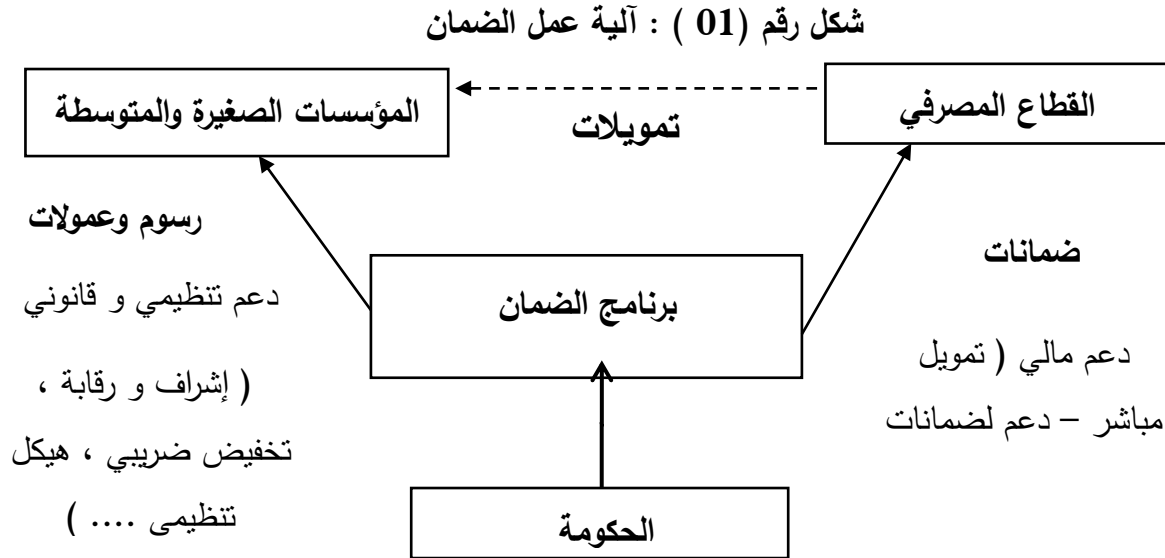 شكل رقم (01 ) : آلية عمل الضمان
القطاع المصرفي
المؤسسات الصغيرة والمتوسطة
تمويلات
رسوم وعمولات
ضمانات
دعم تنظيمي و قانوني
برنامج الضمان
( إشراف و رقابة ،
دعم مالي ( تمويل
تخفيض ضريبي ، هيكل
مباشر – دعم لضمانات
تنظيمى .... )
الحكومة